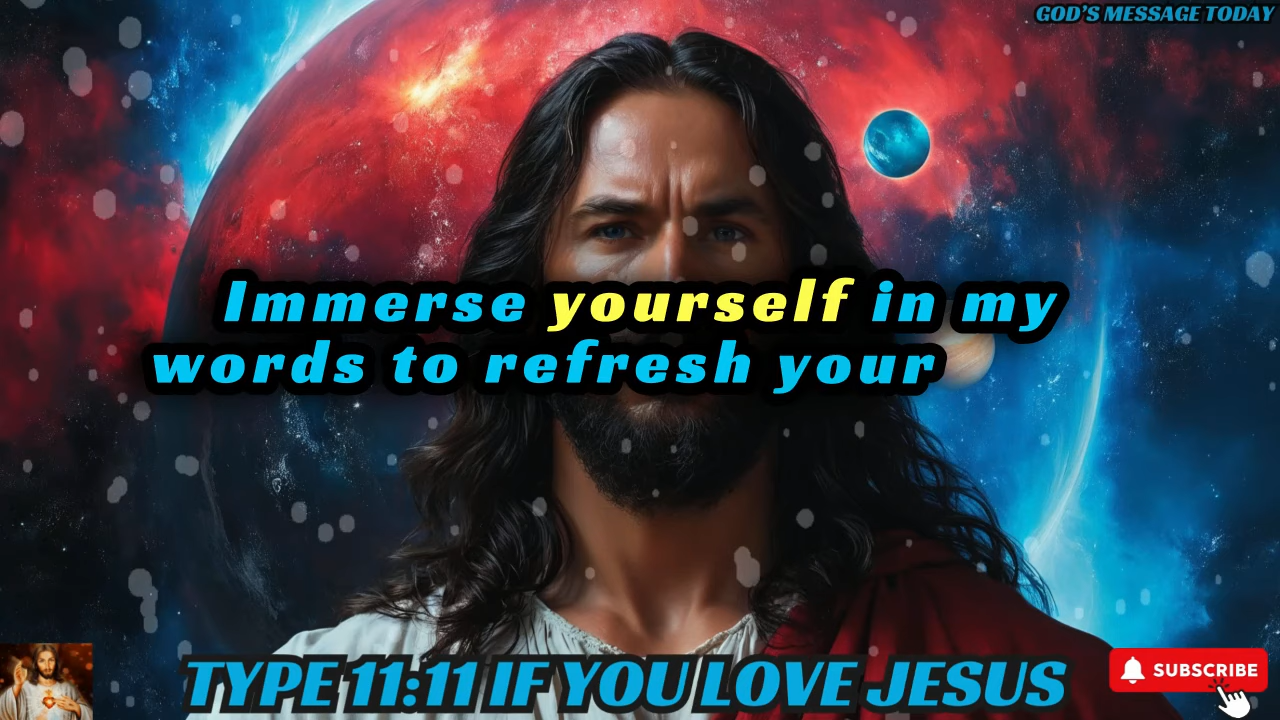 GOD'S MESSAGE TODAY
Immerse yourself in my
words to refresh your
TYPE 11:11 IF YOU LOVE JESUS
SUBSCRIBE